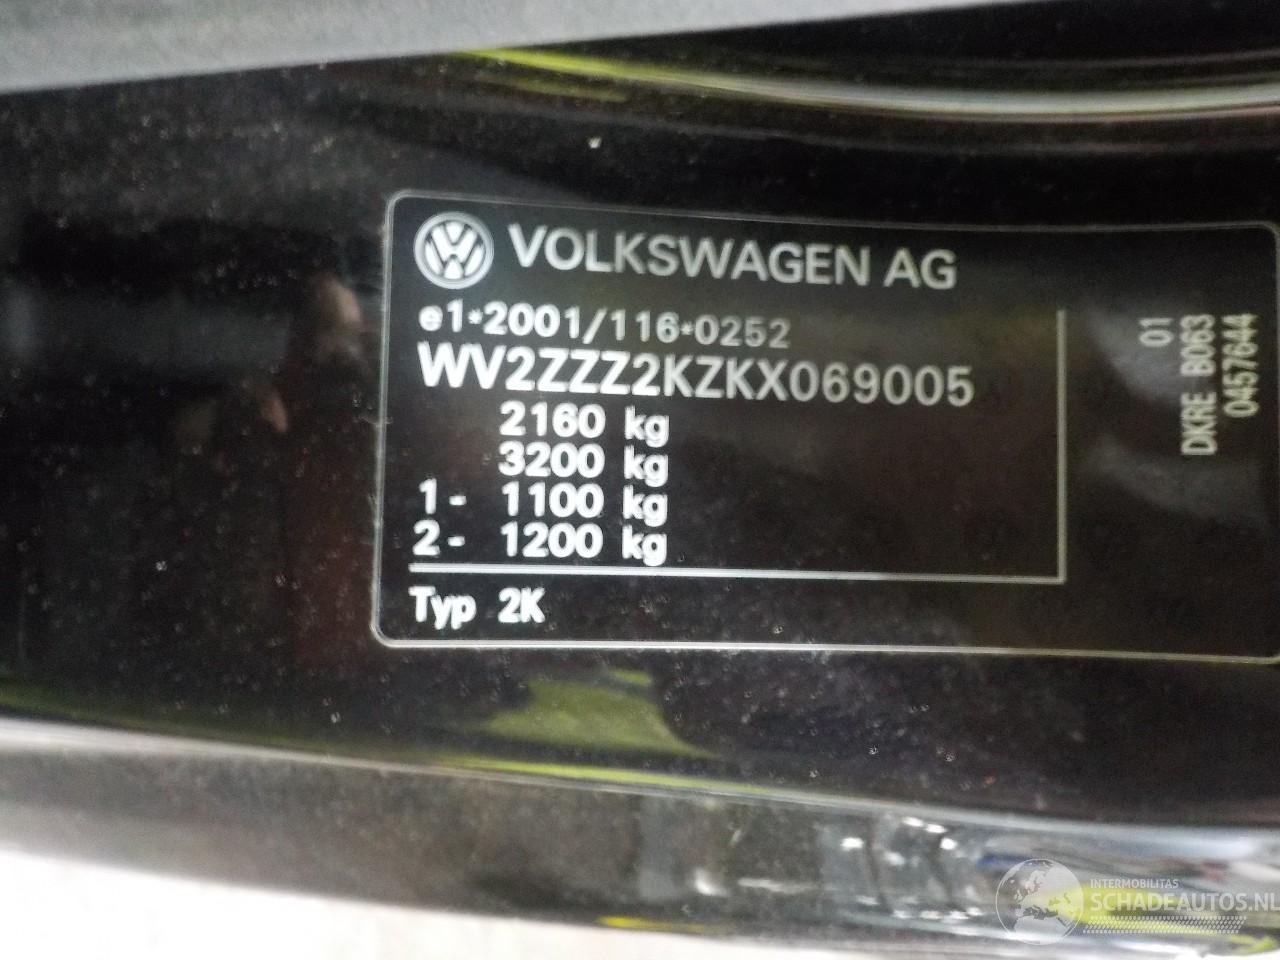 VOLKSWAGEN AG
e1*2001/116*0252
WV2ZZZ2KZKX069005
2160 kg
3200 kg
1- 1100 kg
2- 1200 kg
Typ 2K
01
DKRE B063
0457644
INTERMOBILITAS
SCHADEAUTOS.NL